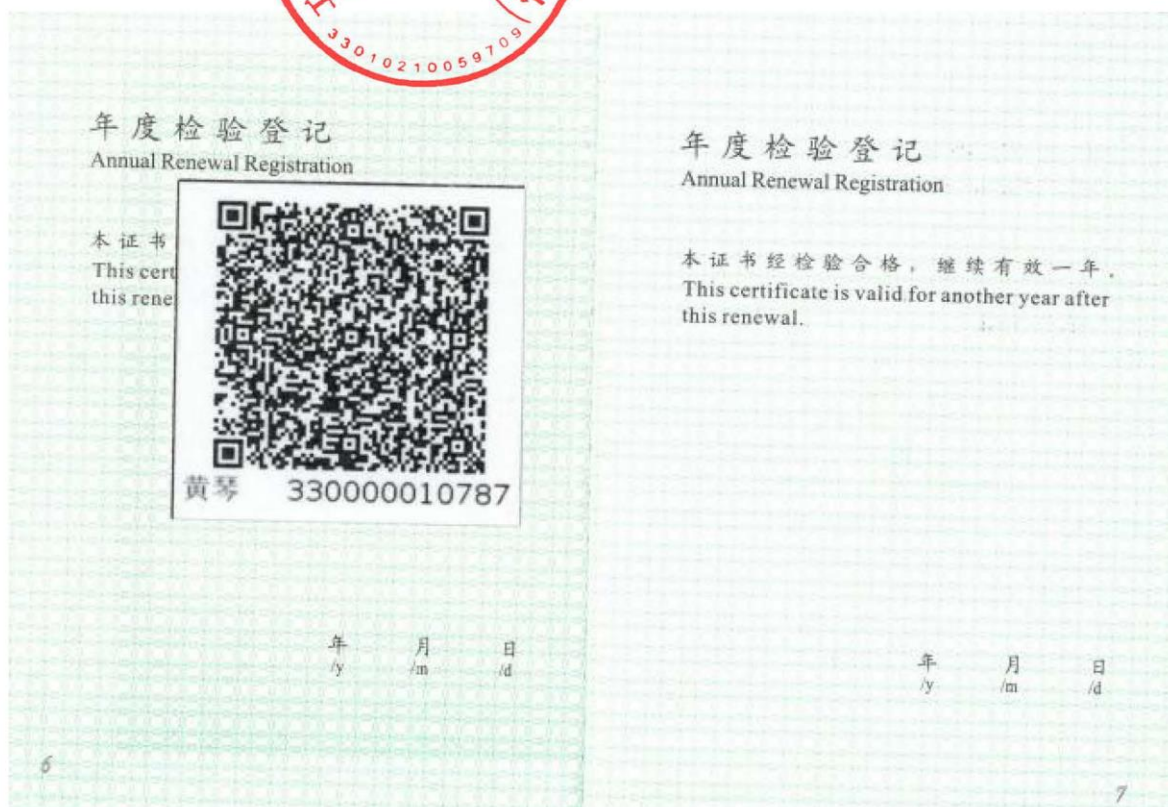 3301021005970９
年度检验登记
Annual Renewal Registration
本证书
This cert
this rene
黄琴 330000010787
年 月 日
/y /m /d
6
年度检验登记
Annual Renewal Registration
本证书经检验合格，继续有效一年.
This certificate is valid for another year after
this renewal.
年 月 日
/y /m /d
7